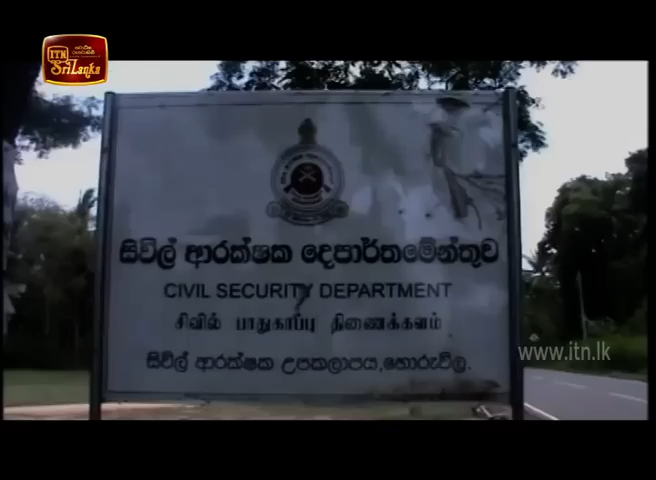 ITN
Sri Lanka
සිවිල් ආරක්ෂක දෙපාර්තමේන්තුව
CIVIL SECURITY DEPARTMENT
சிவில் பாதுகாப்பு திணைக்களம்
සිවිල් ආරක්ෂක උපකලාපය,හොරුවිල.
www.itn.lk